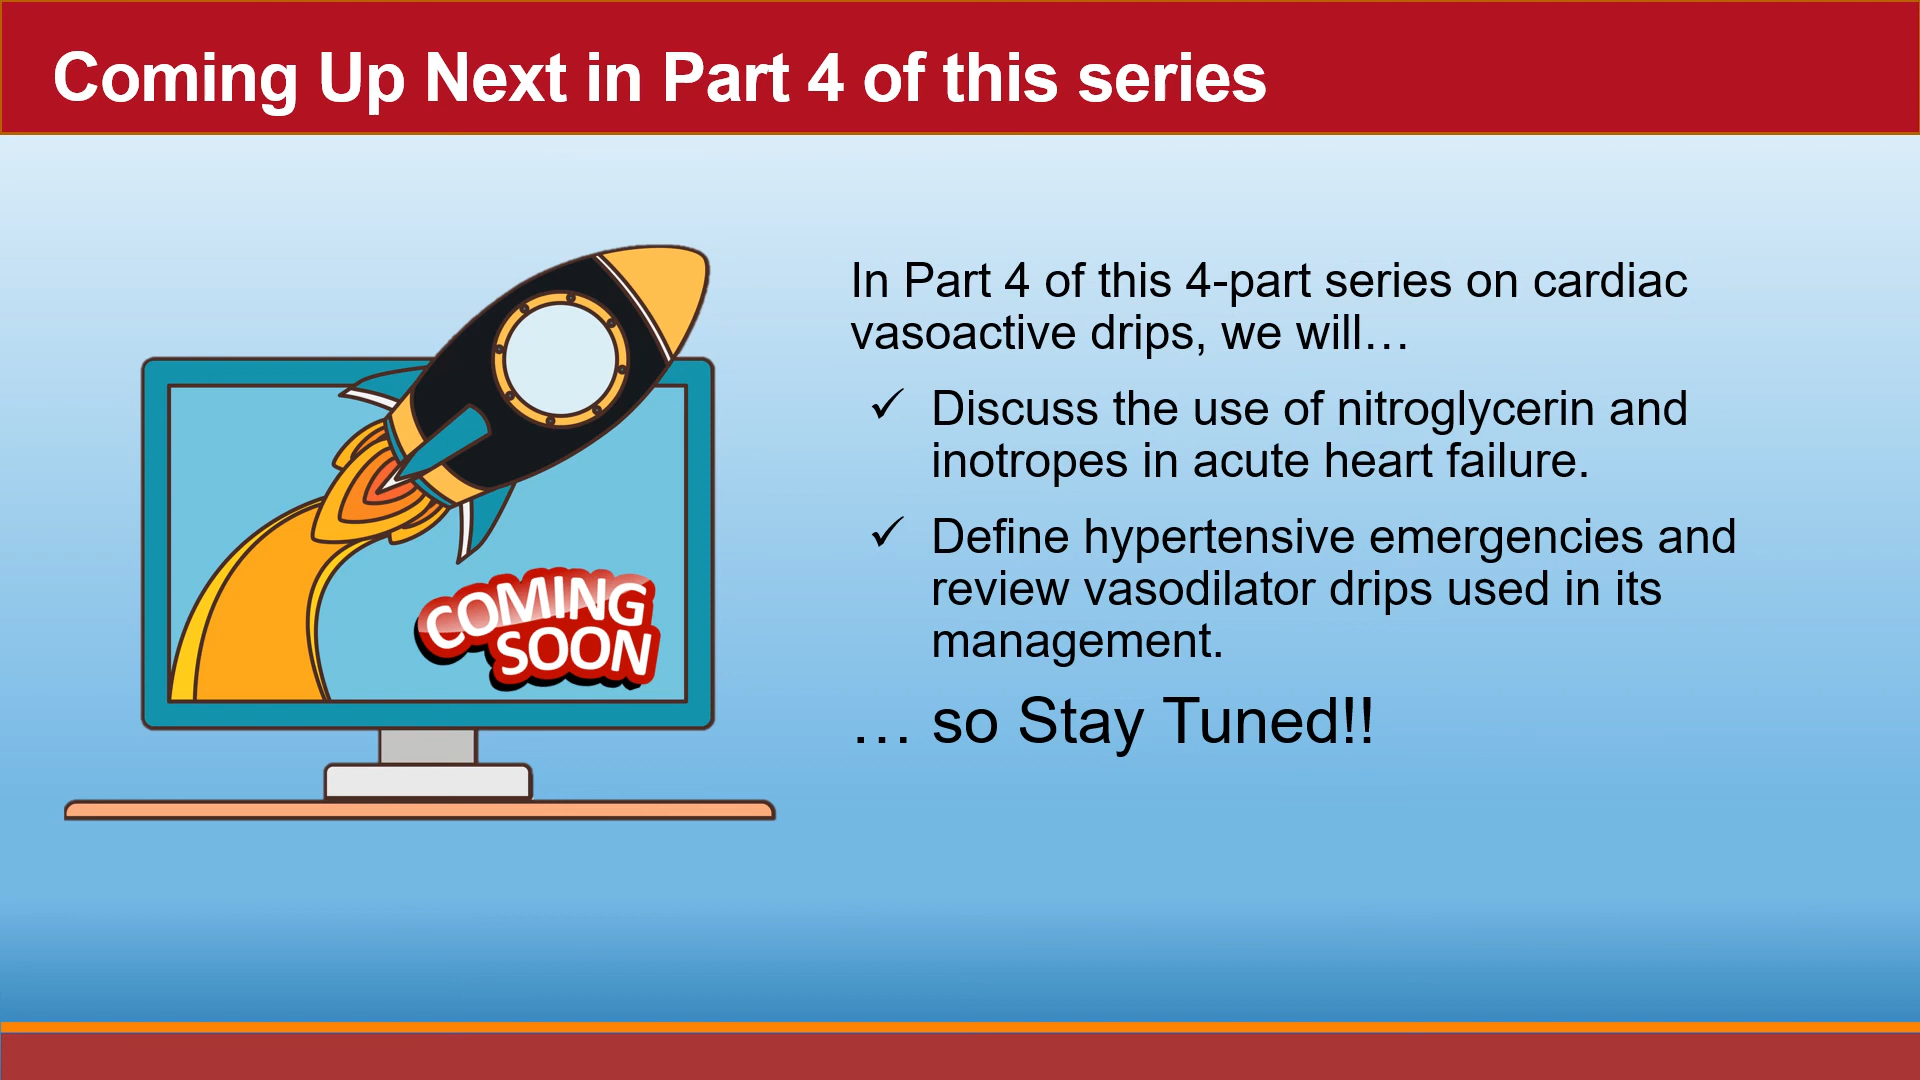 Coming Up Next in Part 4 of this series
In Part 4 of this 4-part series on cardiac
vasoactive drips, we will…
✓ Discuss the use of nitroglycerin and
inotropes in acute heart failure.
✓ Define hypertensive emergencies and
review vasodilator drips used in its
management.
… so Stay Tuned!!
COMING
SOON